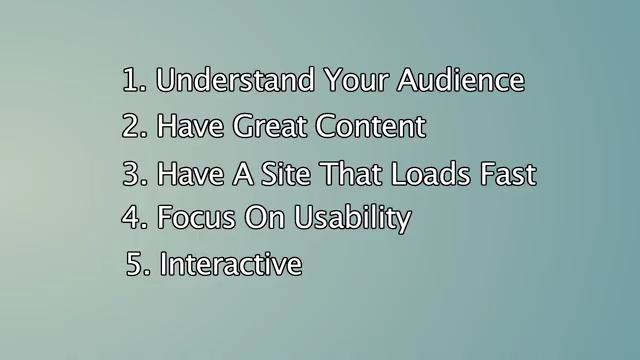 1. Understand Your Audience
2. Have Great Content
3. Have A Site That Loads Fast
4. Focus On Usability
5. Interactive